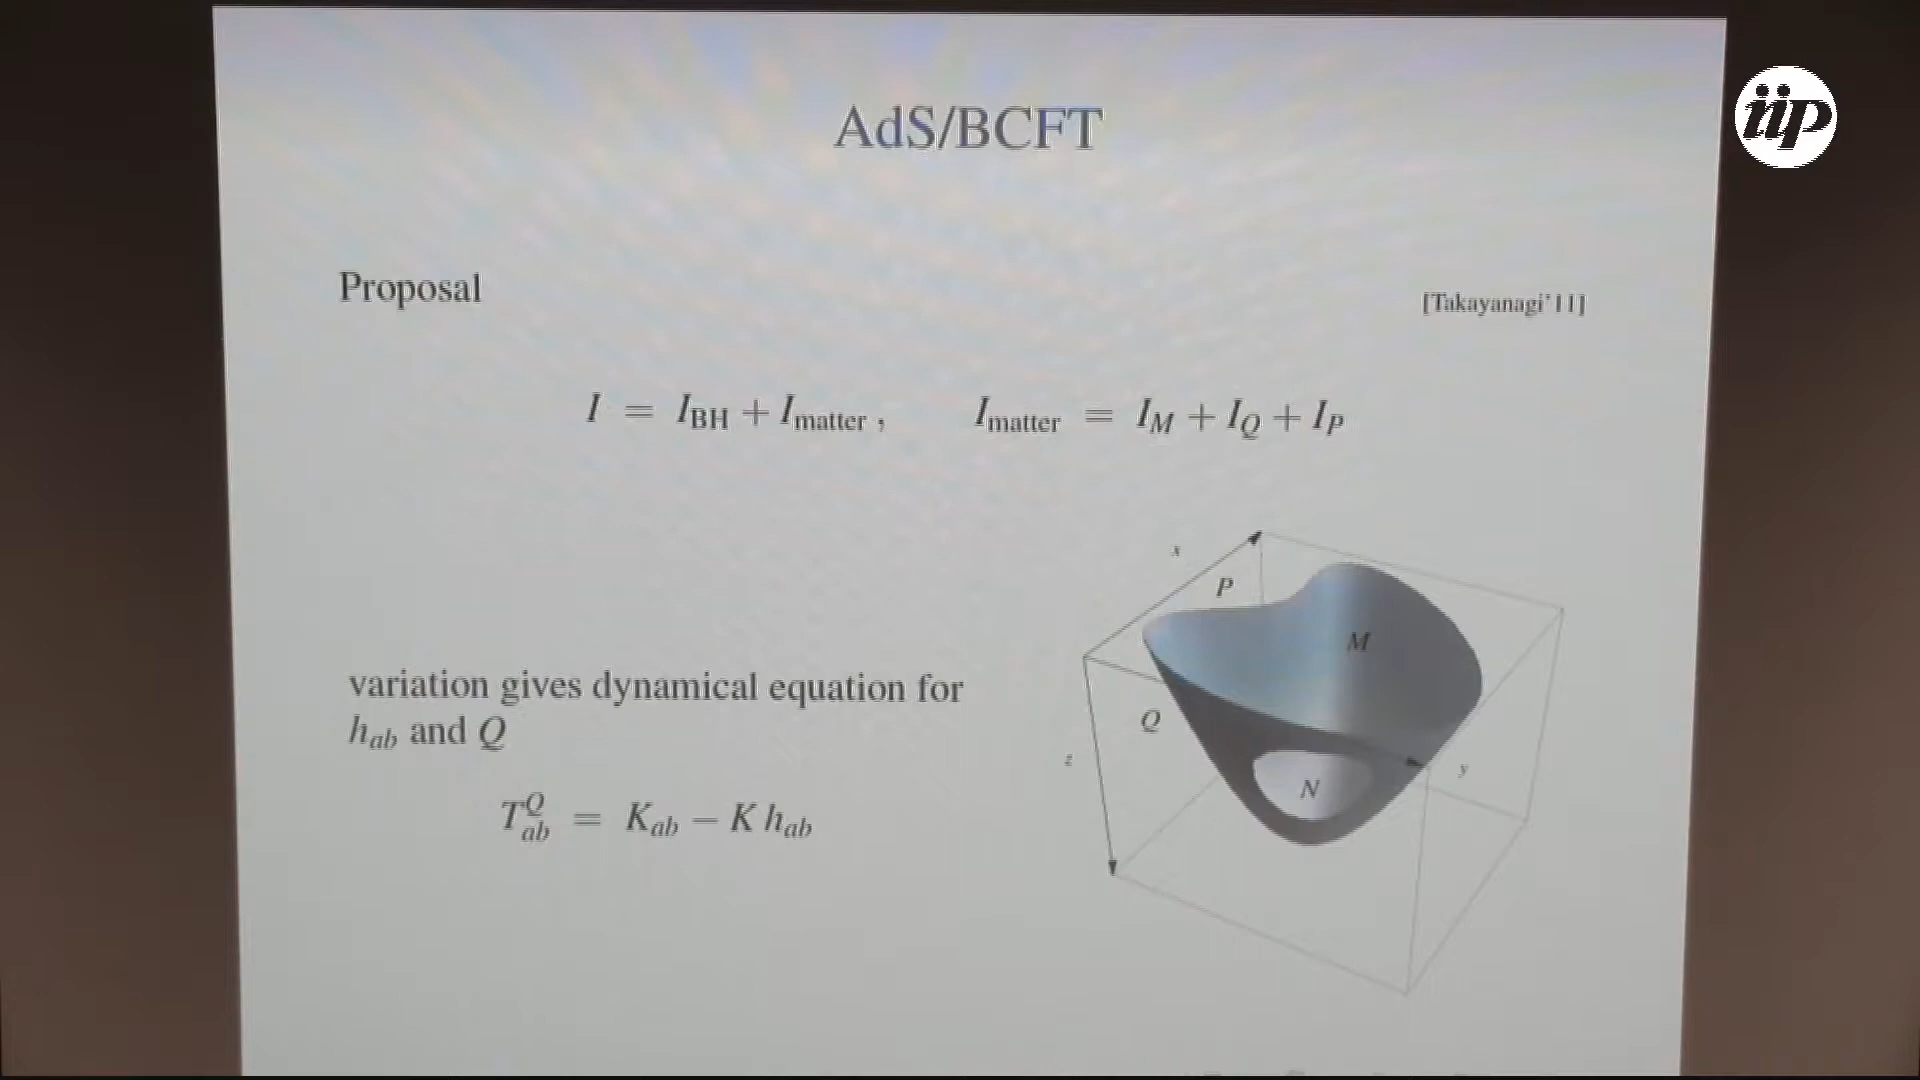 iip
AdS/BCFT
Proposal
[Takayanagi'11]
I = I_BH + I_matter , I_matter = I_M + I_Q + I_P
x
P
M
variation gives dynamical equation for
h_ab and Q
Q
z
y
N
T^Q_ab = K_ab − K h_ab